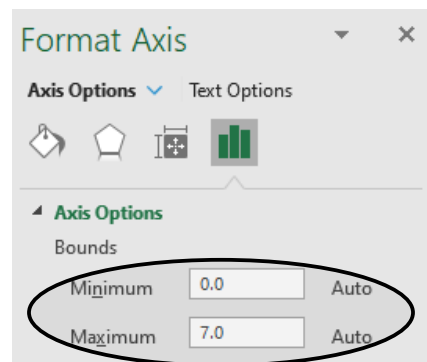 Format Axis
Axis Options Text Options
Axis Options
Bounds
Minimum 0.0 Auto
Maximum 7.0 Auto